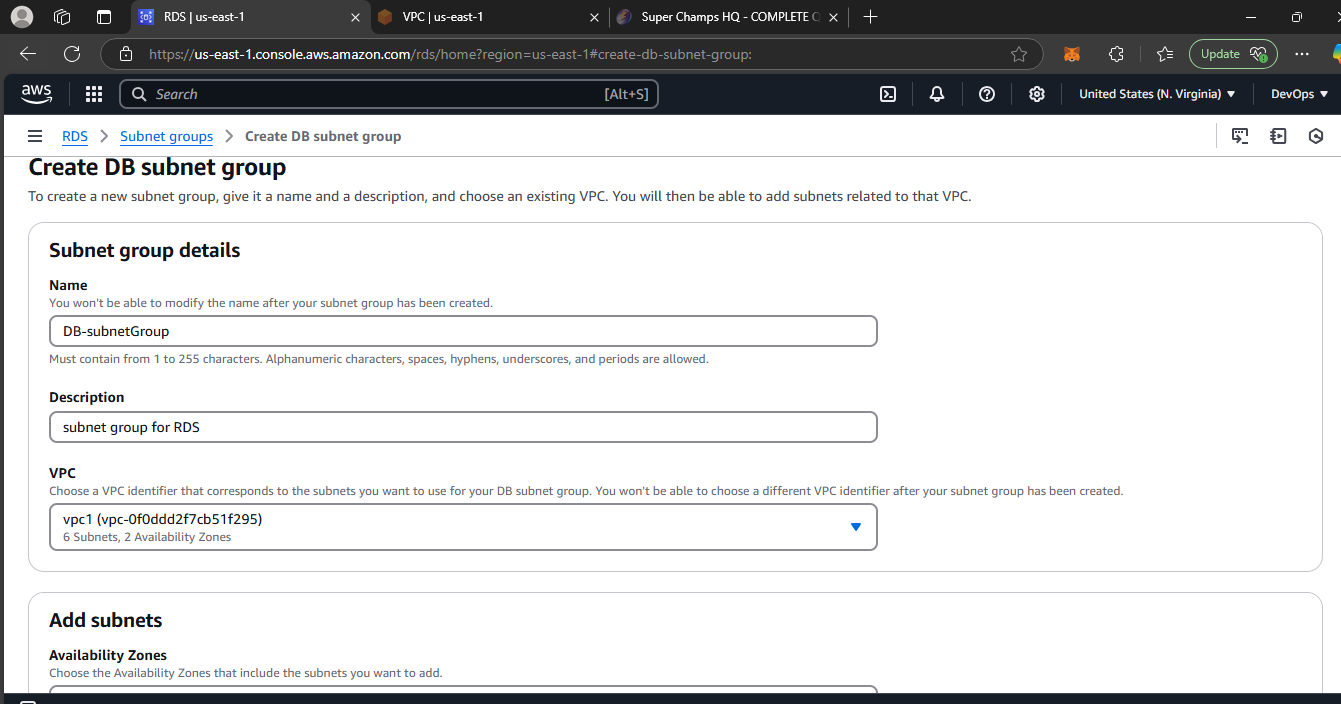 RDS | us-east-1
VPC | us-east-1
Super Champs HQ - COMPLETE
https://us-east-1.console.aws.amazon.com/rds/home?region=us-east-1#create-db-subnet-group:
Update
aws
Search
[Alt+S]
United States (N. Virginia)
DevOps
RDS
Subnet groups
Create DB subnet group
Create DB subnet group
To create a new subnet group, give it a name and a description, and choose an existing VPC. You will then be able to add subnets related to that VPC.
Subnet group details
Name
You won't be able to modify the name after your subnet group has been created.
DB-subnetGroup
Must contain from 1 to 255 characters. Alphanumeric characters, spaces, hyphens, underscores, and periods are allowed.
Description
subnet group for RDS
VPC
Choose a VPC identifier that corresponds to the subnets you want to use for your DB subnet group. You won't be able to choose a different VPC identifier after your subnet group has been created.
vpc1 (vpc-0f0ddd2f7cb51f295)
6 Subnets, 2 Availability Zones
Add subnets
Availability Zones
Choose the Availability Zones that include the subnets you want to add.